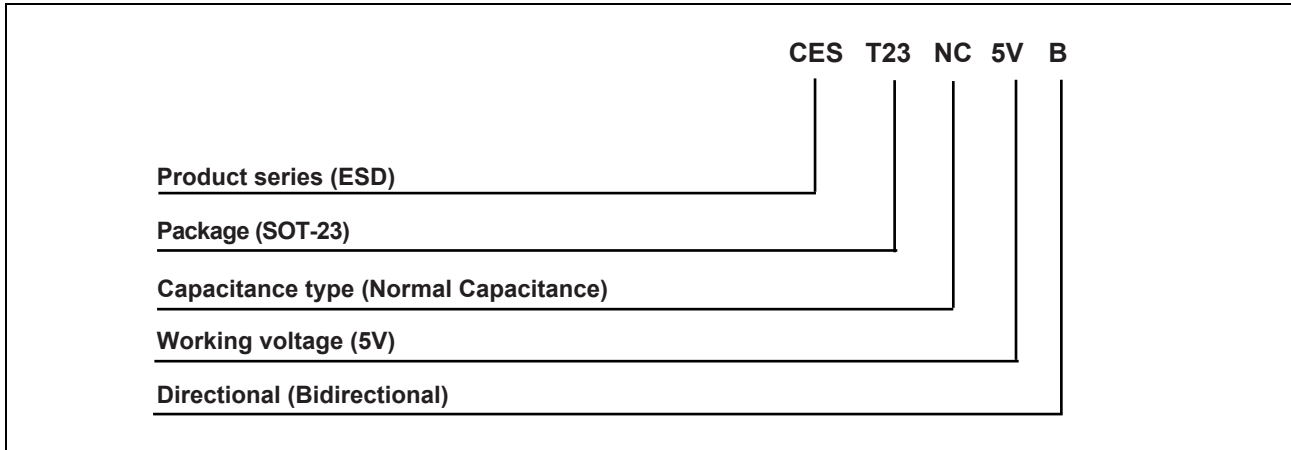 CES T23 NC 5V B
Product series (ESD)
Package (SOT-23)
Capacitance type (Normal Capacitance)
Working voltage (5V)
Directional (Bidirectional)